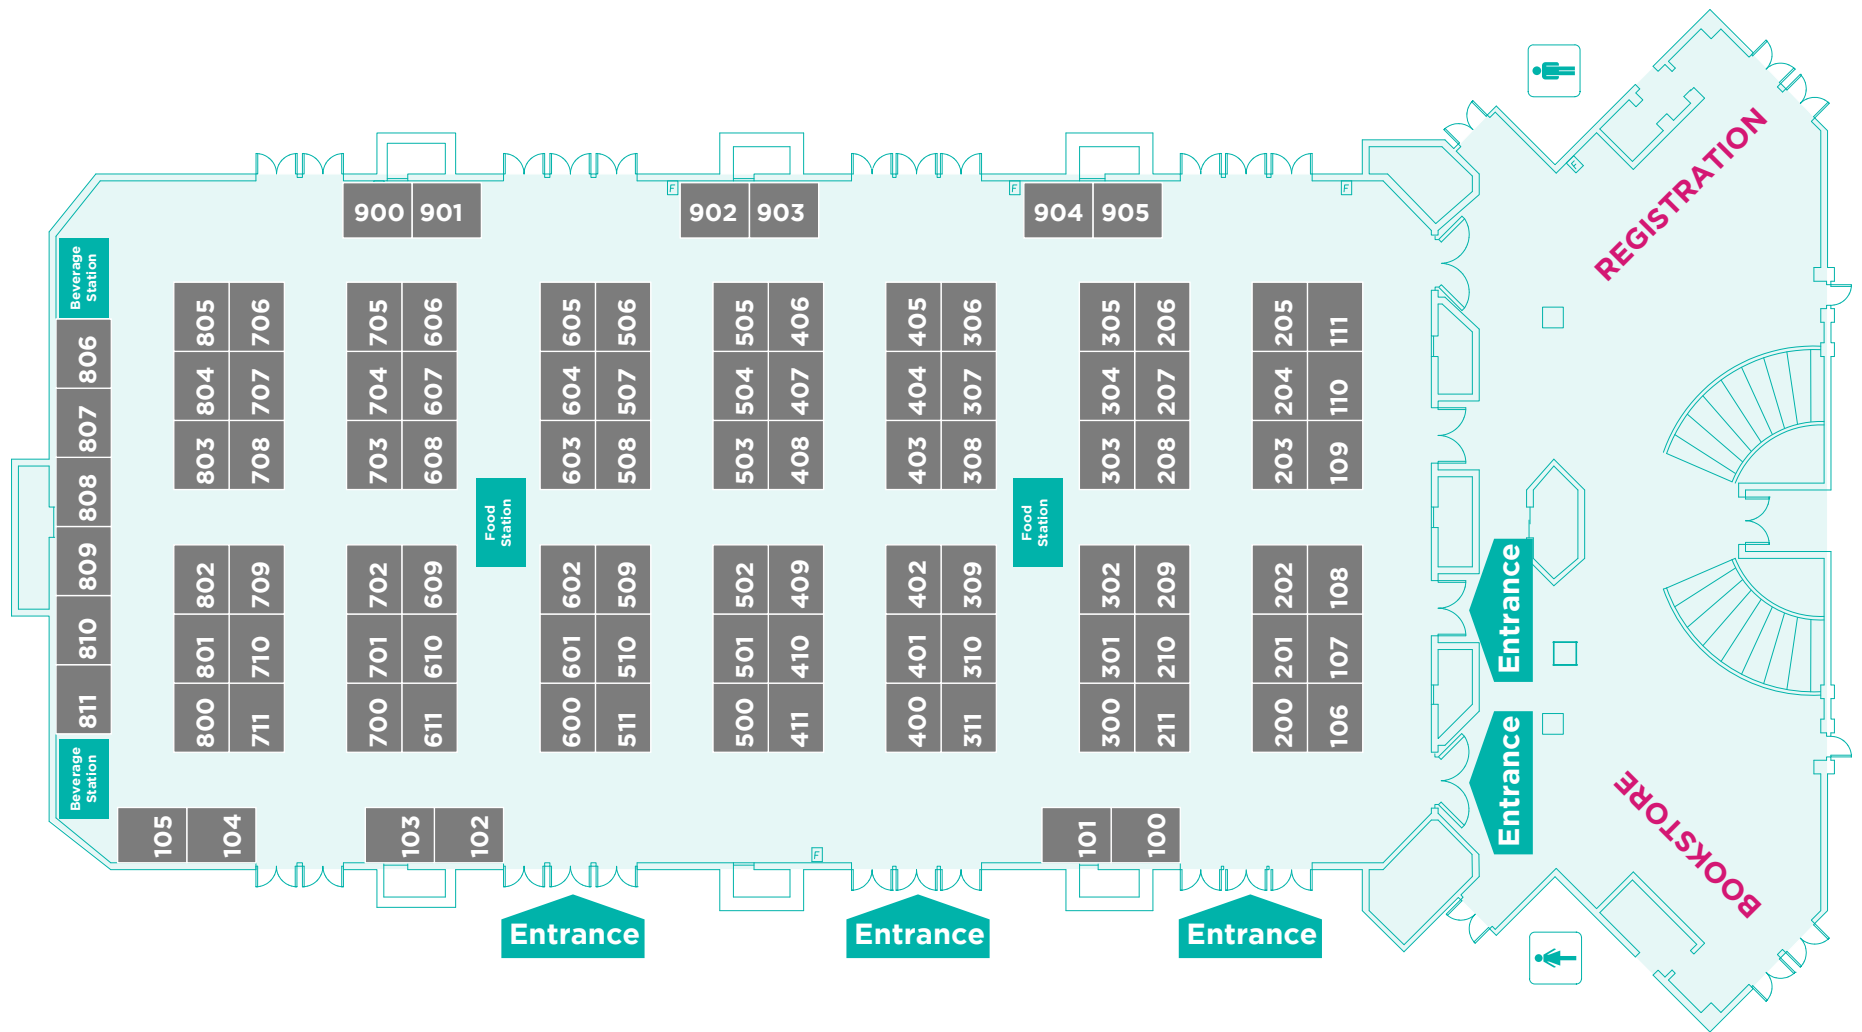 REGISTRATION
900 901
902 903
904 905
Beverage
Station
806
807
808
809
810
811
Beverage
Station
805 706
804 707
803 708
705 606
704 607
703 608
605 506
604 507
603 508
505 406
504 407
503 408
405 306
404 307
403 308
305 206
304 207
303 208
205 111
204 110
203 109
Food
Station
Food
Station
802 709
801 710
800 711
702 609
701 610
700 611
602 509
601 510
600 511
502 409
501 410
500 411
402 309
401 310
400 311
302 209
301 210
300 211
202 108
201 107
200 106
Entrance
Entrance
105 104
103 102
101 100
BOOKSTORE
Entrance
Entrance
Entrance
F
F
F
F
F